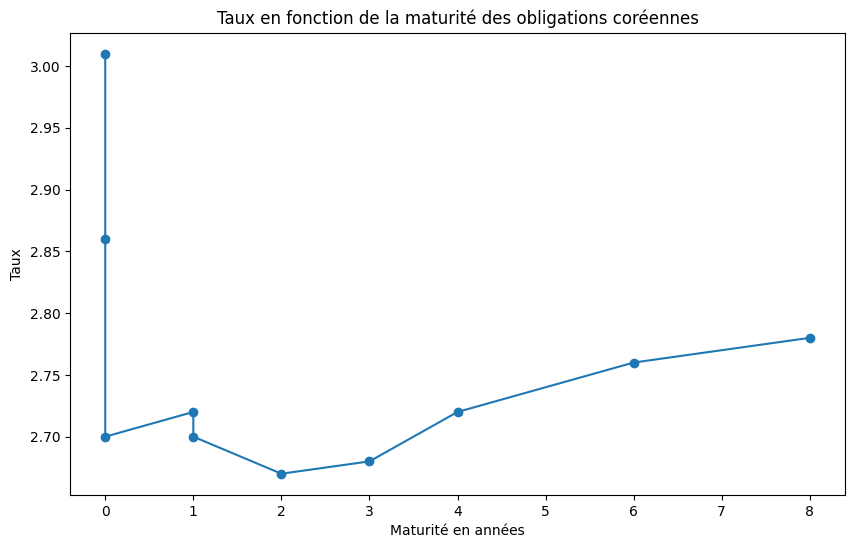 Taux en fonction de la maturité des obligations coréennes
Taux
3.00
2.95
2.90
2.85
2.80
2.75
2.70
0 1 2 3 4 5 6 7 8
Maturité en années